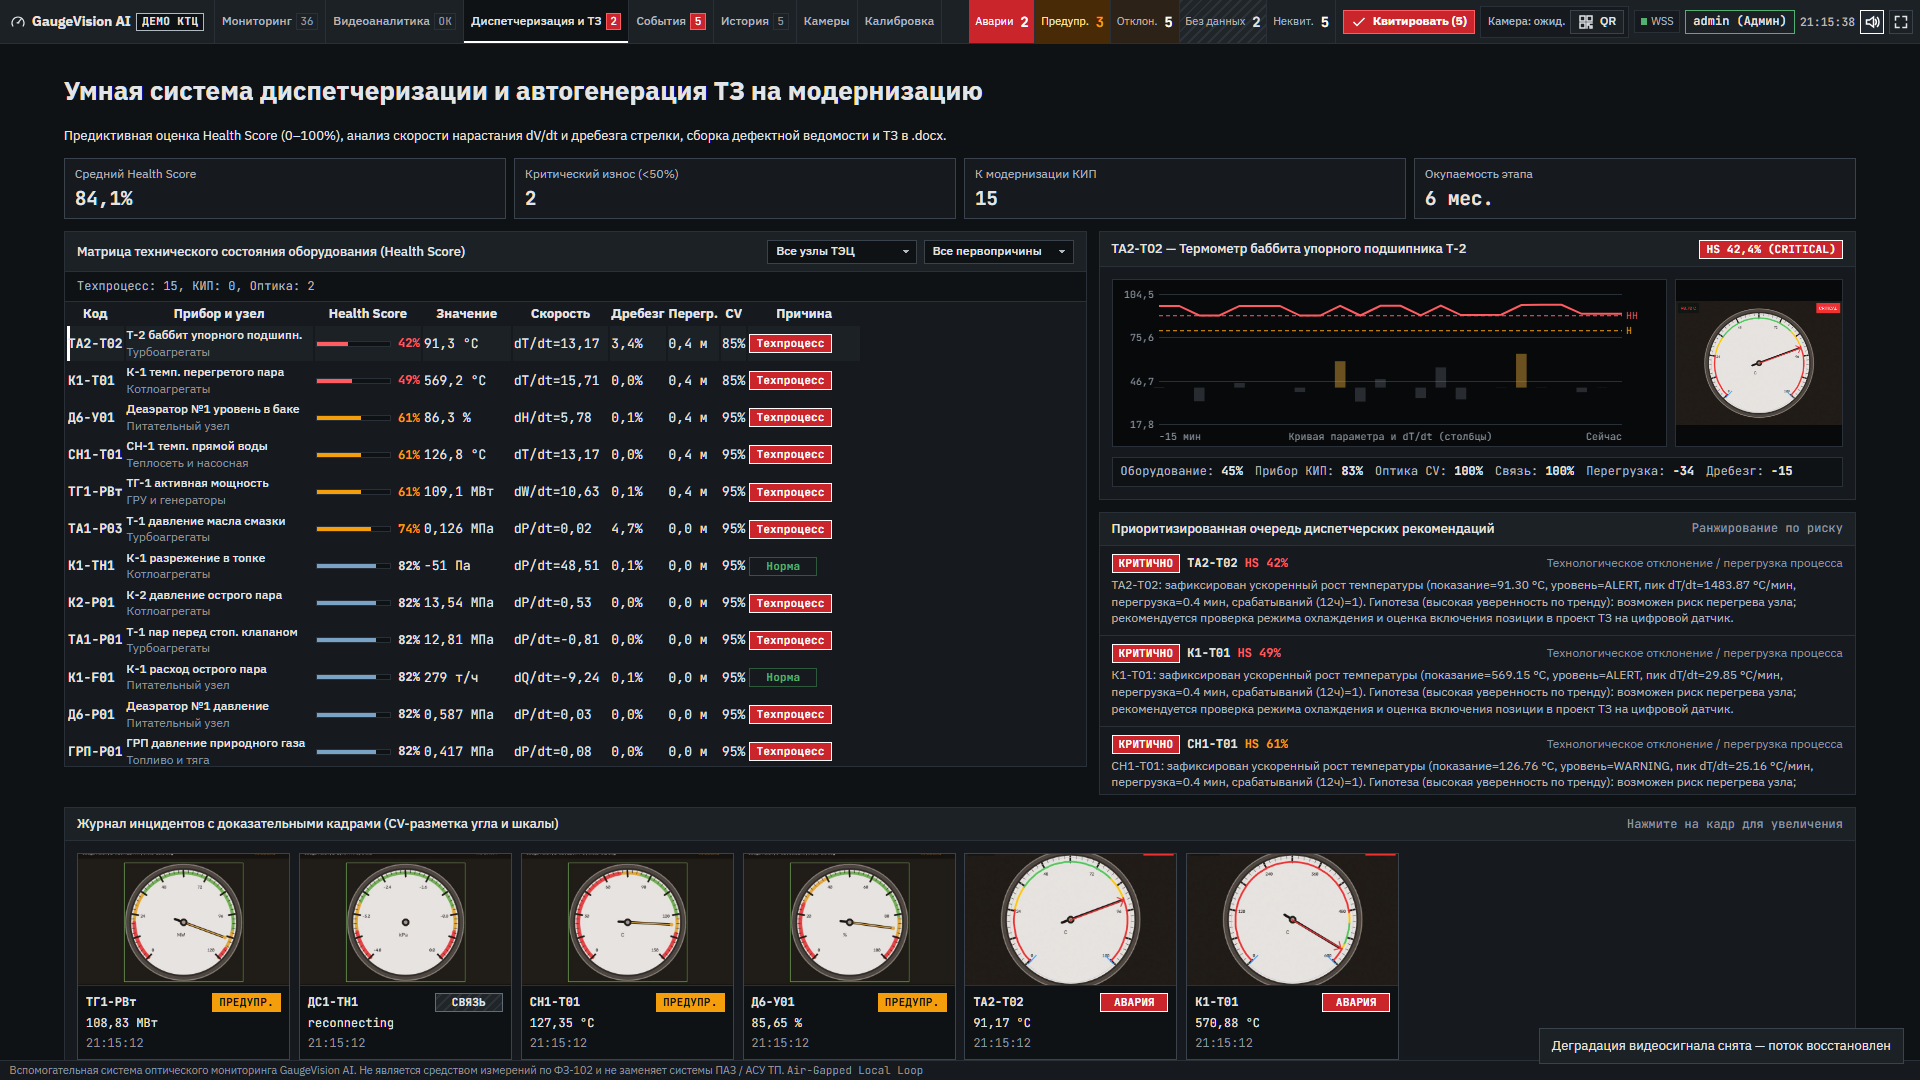 GaugeVision AI ДЕМО КТЦ Мониторинг 36 Видеоаналитика OK Диспетчеризация и ТЗ 2 События 5 История 5 Камеры Калибровка Аварии 2 Предупр. 3 Отклон. 5 Без данных 2 Неквит. 5 Квитировать (5) Камера: ожид. QR WSS admin (Админ) 21:15:38
Умная система диспетчеризации и автогенерация ТЗ на модернизацию
Предиктивная оценка Health Score (0–100%), анализ скорости нарастания dV/dt и дребезга стрелки, сборка дефектной ведомости и ТЗ в .docx.
Средний Health Score
84,1%
Критический износ (<50%)
2
К модернизации КИП
15
Окупаемость этапа
6 мес.
Матрица технического состояния оборудования (Health Score) Все узлы ТЭЦ Все первопричины
Техпроцесс: 15, КИП: 0, Оптика: 2
Код Прибор и узел Health Score Значение Скорость Дребезг Перегр. CV Причина
ТА2-Т02 Т-2 баббит упорного подшипн. 42% 91,3 °C dT/dt=13,17 3,4% 0,4 м 85% Техпроцесс
Турбоагрегаты
К1-Т01 К-1 темп. перегретого пара 49% 569,2 °C dT/dt=15,71 0,0% 0,4 м 85% Техпроцесс
Котлоагрегаты
Д6-У01 Деаэратор №1 уровень в баке 61% 86,3 % dH/dt=5,78 0,1% 0,4 м 95% Техпроцесс
Питательный узел
СН1-Т01 СН-1 темп. прямой воды 61% 126,8 °C dT/dt=13,17 0,0% 0,4 м 95% Техпроцесс
Теплосеть и насосная
ТГ1-РВт ТГ-1 активная мощность 61% 109,1 МВт dW/dt=10,63 0,1% 0,4 м 95% Техпроцесс
ГРУ и генераторы
ТА1-Р03 Т-1 давление масла смазки 74% 0,126 МПа dP/dt=0,02 4,7% 0,0 м 95% Техпроцесс
Турбоагрегаты
К1-ТН1 К-1 разрежение в топке 82% -51 Па dP/dt=48,51 0,1% 0,0 м 95% Норма
Котлоагрегаты
К2-Р01 К-2 давление острого пара 82% 13,54 МПа dP/dt=0,53 0,0% 0,0 м 95% Техпроцесс
Котлоагрегаты
ТА1-Р01 Т-1 пар перед стоп. клапаном 82% 12,81 МПа dP/dt=-0,81 0,0% 0,0 м 95% Техпроцесс
Турбоагрегаты
К1-F01 К-1 расход острого пара 82% 279 т/ч dQ/dt=-9,24 0,1% 0,0 м 95% Норма
Питательный узел
Д6-Р01 Деаэратор №1 давление 82% 0,587 МПа dP/dt=0,03 0,0% 0,0 м 95% Техпроцесс
Питательный узел
ГРП-Р01 ГРП давление природного газа 82% 0,417 МПа dP/dt=0,08 0,0% 0,0 м 95% Техпроцесс
Топливо и тяга
ТА2-Т02 — Термометр баббита упорного подшипника Т-2 HS 42,4% (CRITICAL)
104,5
HH
H
75,6
46,7
17,8
-15 мин Кривая параметра и dT/dt (столбцы) Сейчас
Оборудование: 45% Прибор КИП: 83% Оптика CV: 100% Связь: 100% Перегрузка: -34 Дребезг: -15
Приоритизированная очередь диспетчерских рекомендаций Ранжирование по риску
КРИТИЧНО ТА2-Т02 HS 42% Технологическое отклонение / перегрузка процесса
ТА2-Т02: зафиксирован ускоренный рост температуры (показание=91.30 °C, уровень=ALERT, пик dT/dt=1483.87 °C/мин,
перегрузка=0.4 мин, срабатываний (12ч)=1). Гипотеза (высокая уверенность по тренду): возможен риск перегрева узла;
рекомендуется проверка режима охлаждения и оценка включения позиции в проект ТЗ на цифровой датчик.
КРИТИЧНО К1-Т01 HS 49% Технологическое отклонение / перегрузка процесса
К1-Т01: зафиксирован ускоренный рост температуры (показание=569.15 °C, уровень=ALERT, пик dT/dt=29.85 °C/мин,
перегрузка=0.4 мин, срабатываний (12ч)=1). Гипотеза (высокая уверенность по тренду): возможен риск перегрева узла;
рекомендуется проверка режима охлаждения и оценка включения позиции в проект ТЗ на цифровой датчик.
КРИТИЧНО СН1-Т01 HS 61% Технологическое отклонение / перегрузка процесса
СН1-Т01: зафиксирован ускоренный рост температуры (показание=126.76 °C, уровень=WARNING, пик dT/dt=25.16 °C/мин,
перегрузка=0.4 мин, срабатываний (12ч)=1). Гипотеза (высокая уверенность по тренду): возможен риск перегрева узла;
Журнал инцидентов с доказательными кадрами (CV-разметка угла и шкалы) Нажмите на кадр для увеличения
ТГ1-РВт ПРЕДУПР.
108,83 МВт
21:15:12
ДС1-ТН1 СВЯЗЬ
reconnecting
21:15:12
СН1-Т01 ПРЕДУПР.
127,35 °C
21:15:12
Д6-У01 ПРЕДУПР.
85,65 %
21:15:12
ТА2-Т02 АВАРИЯ
91,17 °C
21:15:12
К1-Т01 АВАРИЯ
570,88 °C
21:15:12
Деградация видеосигнала снята — поток восстановлен
Вспомогательная система оптического мониторинга GaugeVision AI. Не является средством измерений по ФЗ-102 и не заменяет системы ПАЗ / АСУ ТП. Air-Gapped Local Loop